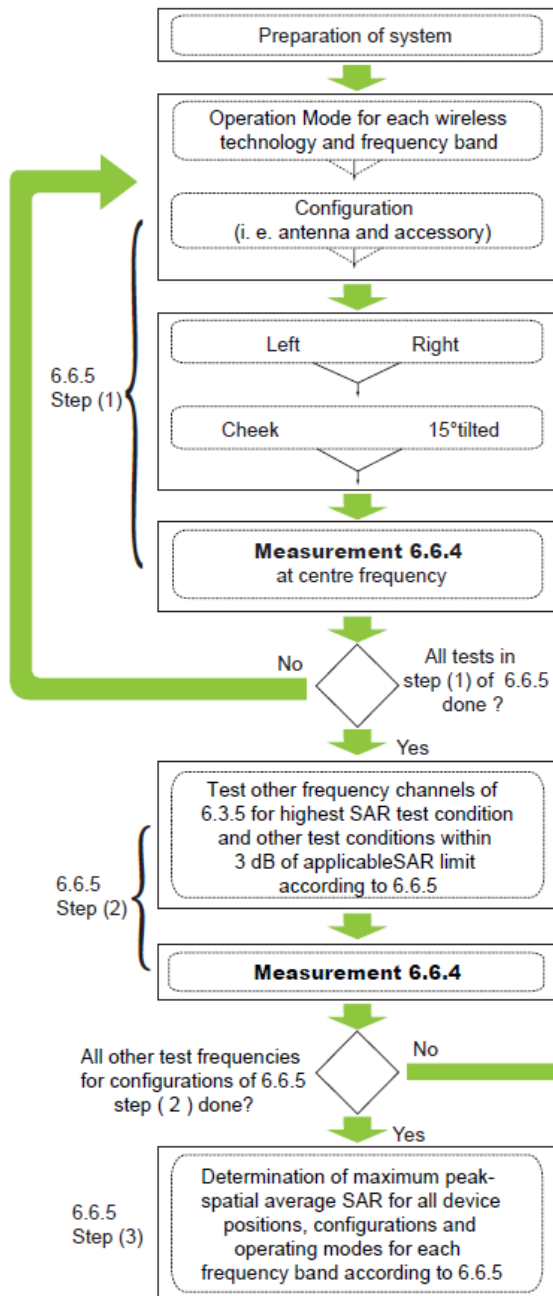 Preparation of system
Operation Mode for each wireless
technology and frequency band
Configuration
(i. e. antenna and accessory)
6.6.5
Step (1)
Left Right
Cheek 15°tilted
Measurement 6.6.4
at centre frequency
No
All tests in
step (1) of 6.6.5
done ?
Yes
Test other frequency channels of
6.3.5 for highest SAR test condition
and other test conditions within
3 dB of applicableSAR limit
according to 6.6.5
6.6.5
Step (2)
Measurement 6.6.4
All other test frequencies
for configurations of 6.6.5
step ( 2 ) done?
No
Yes
6.6.5
Step (3)
Determination of maximum peak-
spatial average SAR for all device
positions, configurations and
operating modes for each
frequency band according to 6.6.5